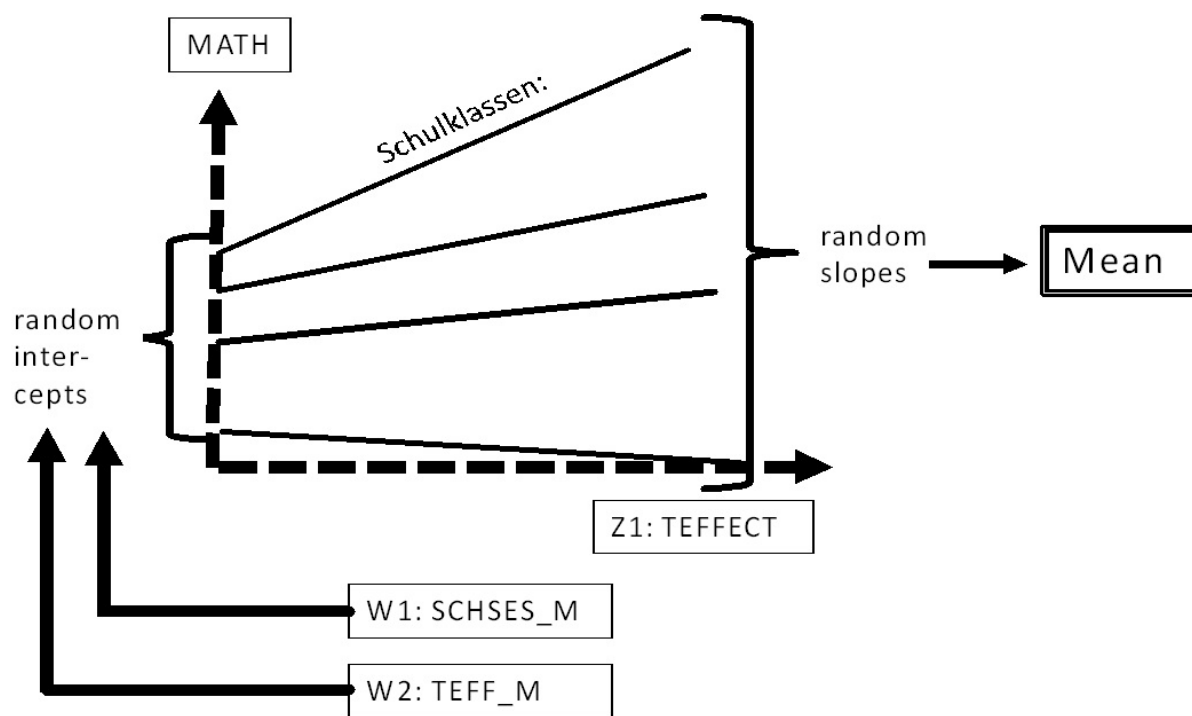 MATH
Schulklassen:
random
slopes
Mean
random
inter-
cepts
Z1: TEFFECT
W1: SCHSES_M
W2: TEFF_M